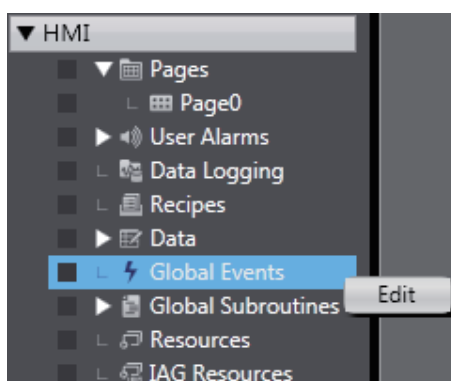 HMI
Pages
Page0
User Alarms
Data Logging
Recipes
Data
Global Events
Edit
Global Subroutines
Resources
IAG Resources